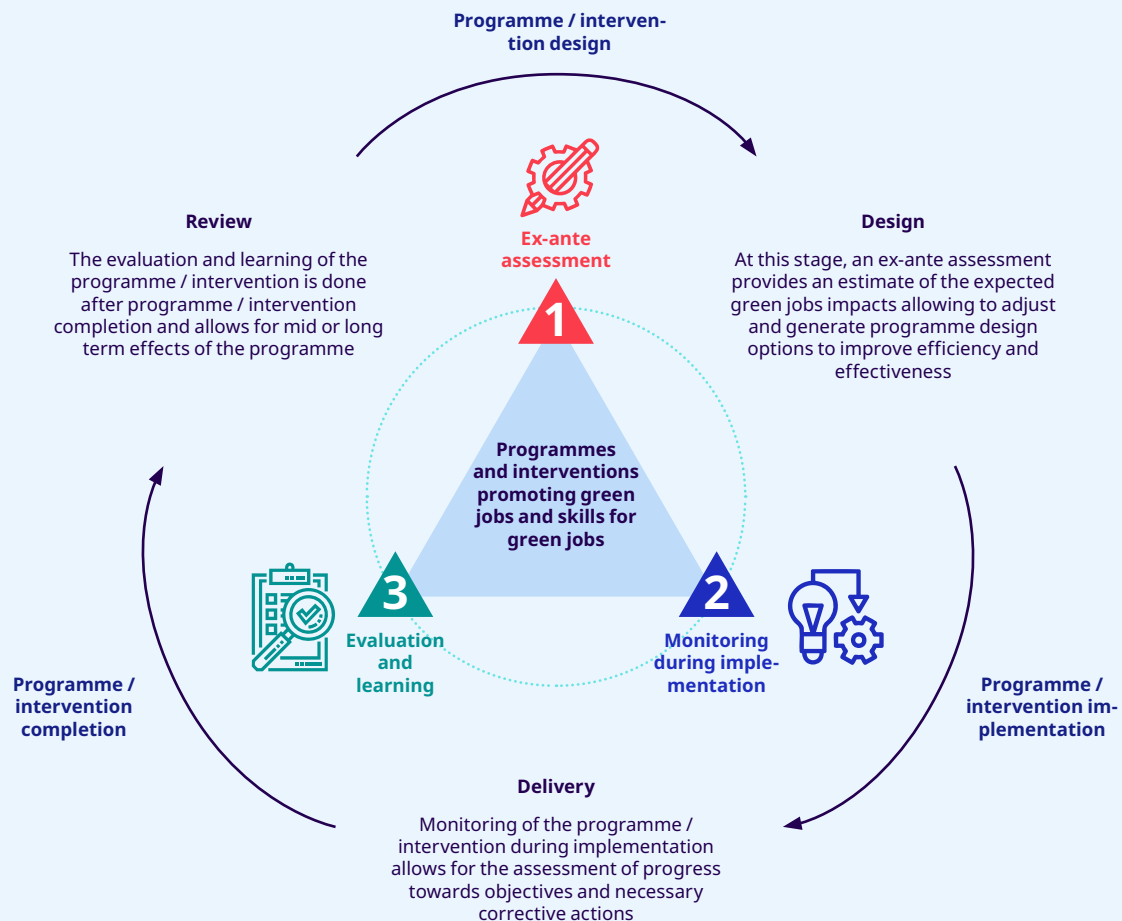 Programme / interven-
tion design
Ex-ante
assessment
1
Review
The evaluation and learning of the
programme / intervention is done
after programme / intervention
completion and allows for mid or long
term effects of the programme
Design
At this stage, an ex-ante assessment
provides an estimate of the expected
green jobs impacts allowing to adjust
and generate programme design
options to improve efficiency and
effectiveness
Programmes
and interventions
promoting green
jobs and skills for
green jobs
3
Evaluation
and
learning
2
Monitoring
during imple-
mentation
Programme /
intervention
completion
Programme /
intervention im-
plementation
Delivery
Monitoring of the programme /
intervention during implementation
allows for the assessment of progress
towards objectives and necessary
corrective actions